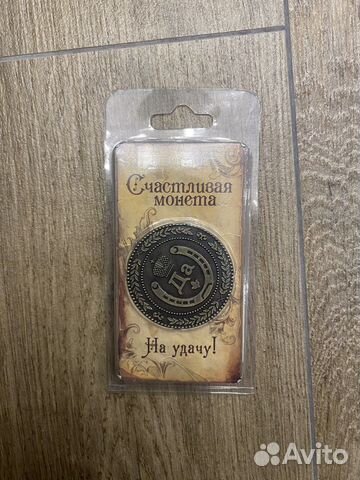 Счастливая
монета
Да
На удачу!
Avito